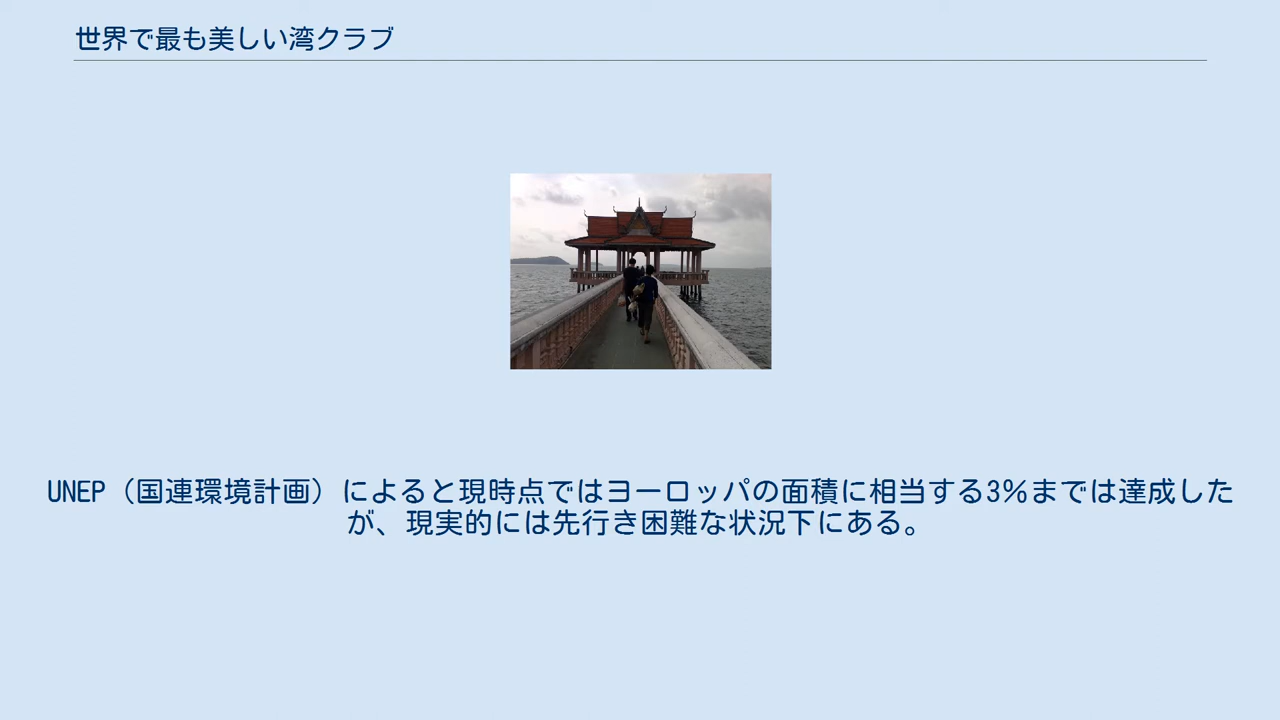 世界で最も美しい湾クラブ
UNEP（国連環境計画）によると現時点ではヨーロッパの面積に相当する3％までは達成した
が、現実的には先行き困難な状況下にある。